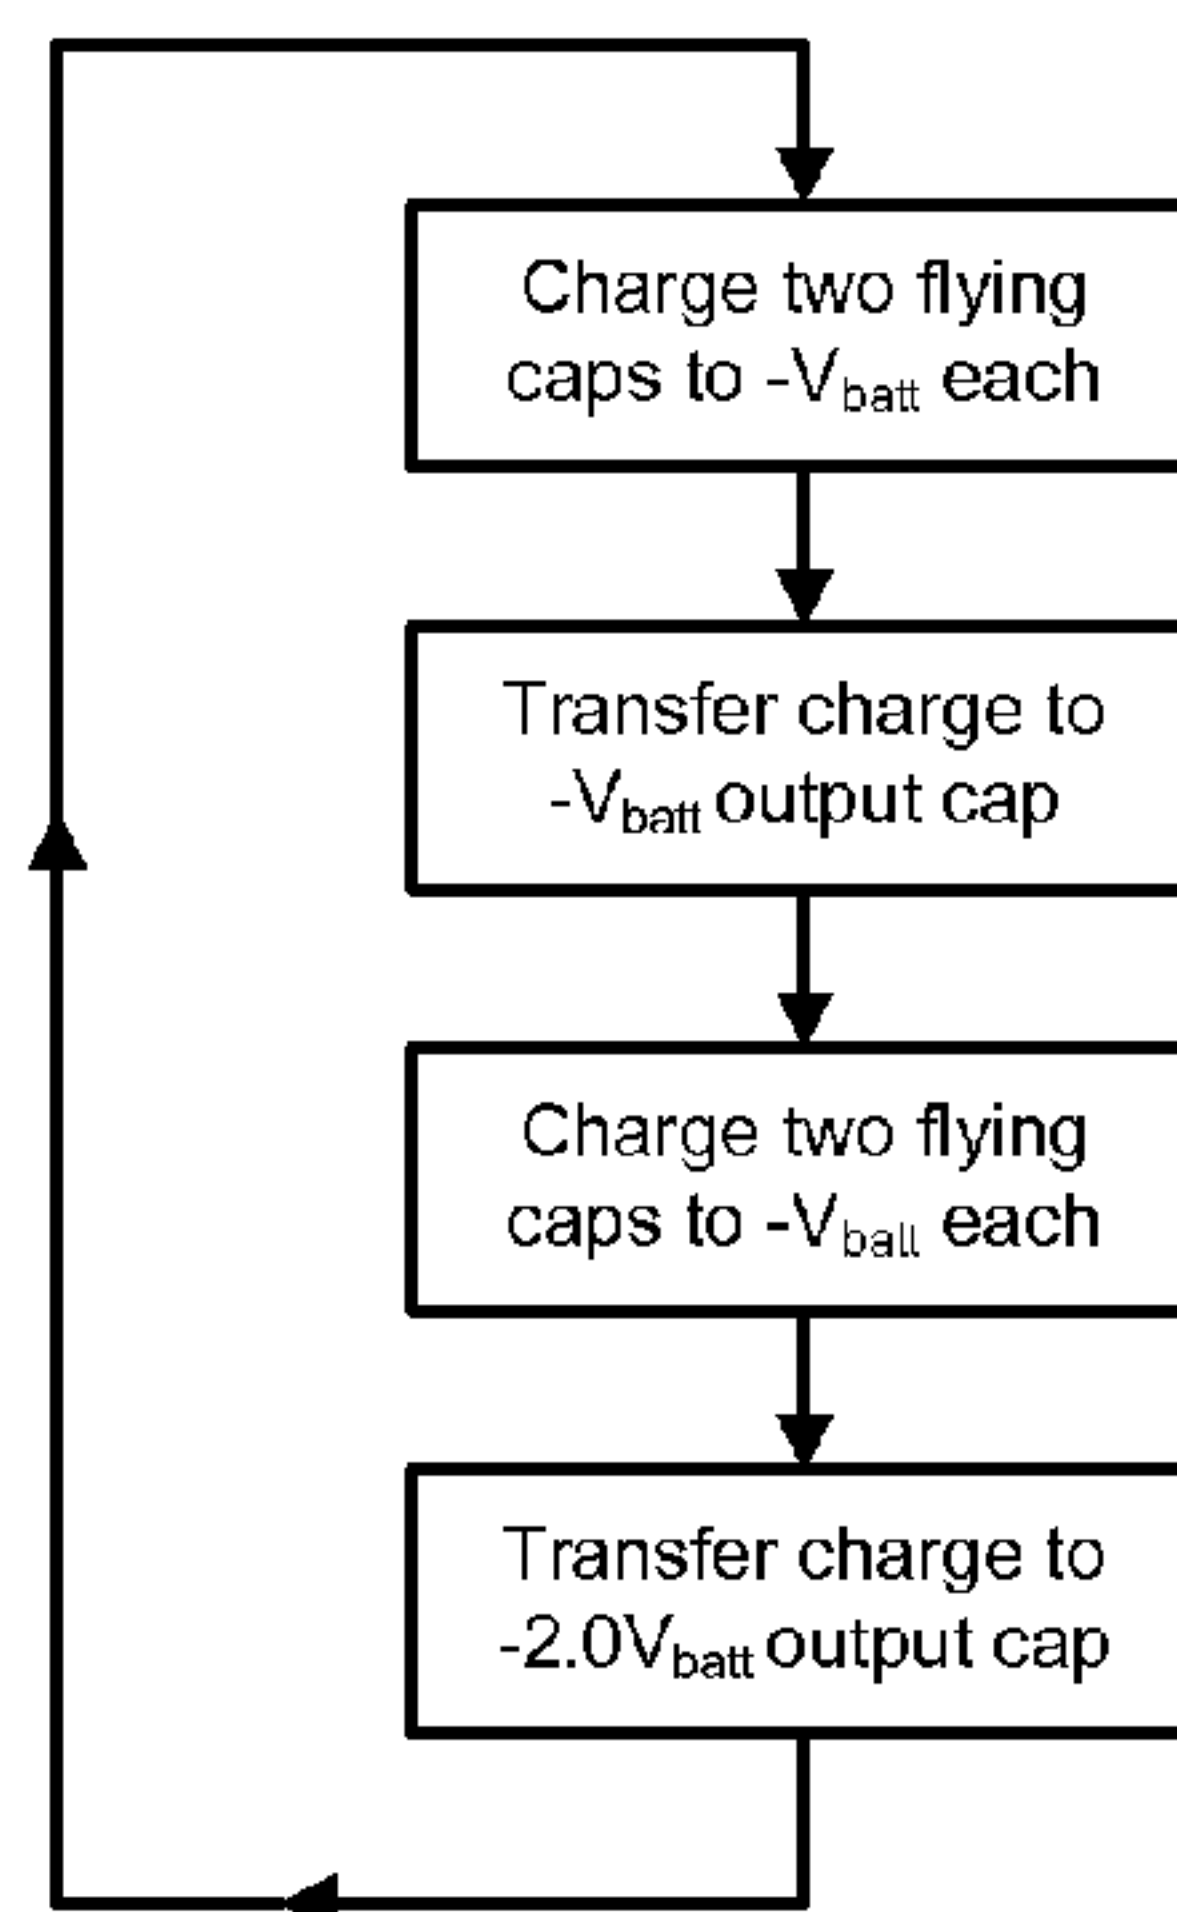 Charge two flying
caps to -Vbatt each
Transfer charge to
-Vbatt output cap
Charge two flying
caps to -Vbatt each
Transfer charge to
-2.0Vbatt output cap